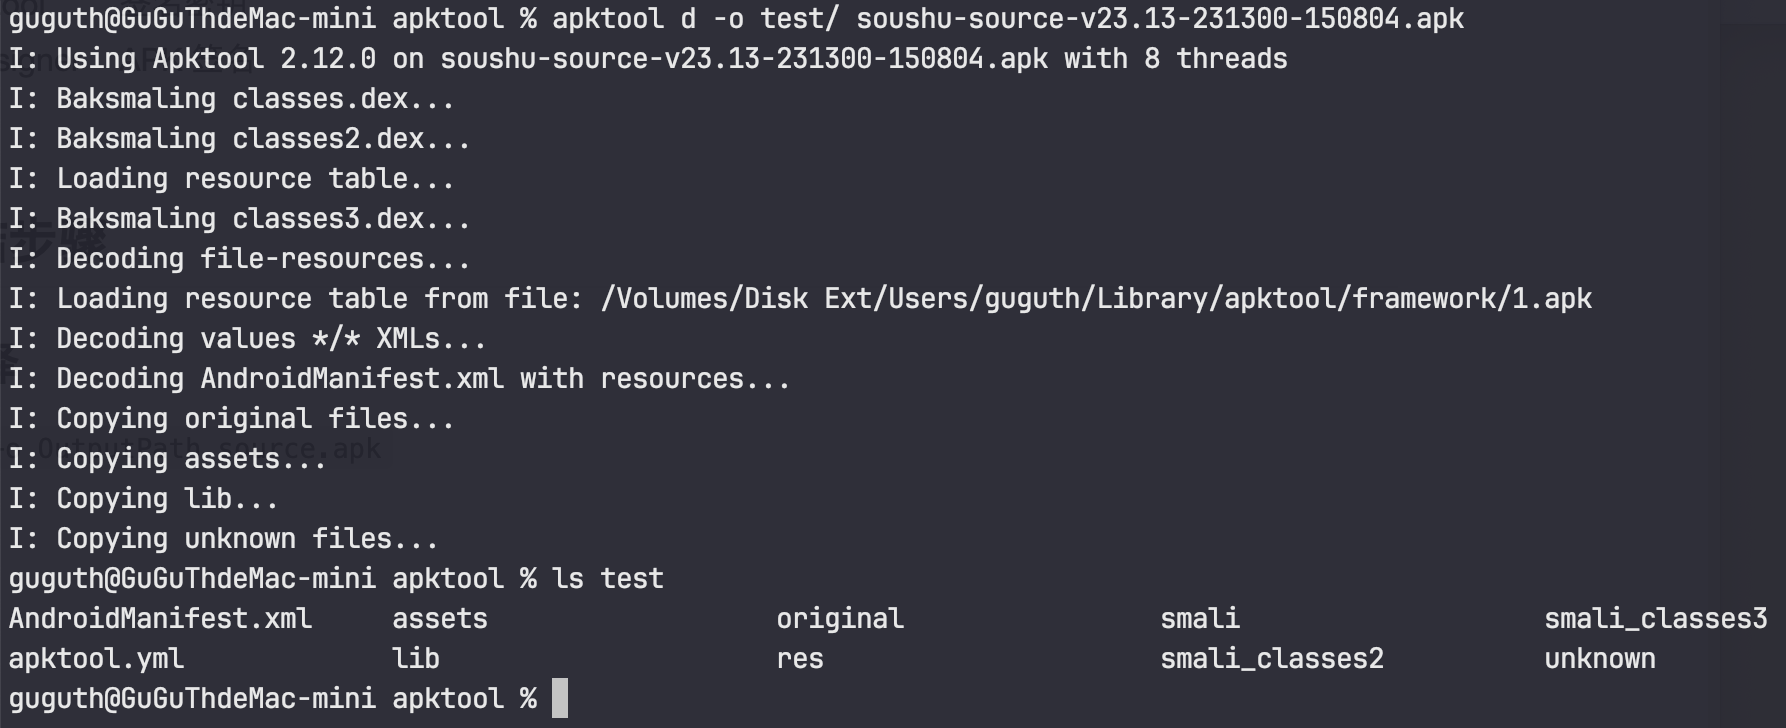 guguth@GuGuThdeMac-mini apktool % apktool d -o test/ soushu-source-v23.13-231300-150804.apk
I: Using Apktool 2.12.0 on soushu-source-v23.13-231300-150804.apk with 8 threads
I: Baksmaling classes.dex...
I: Baksmaling classes2.dex...
I: Loading resource table...
I: Baksmaling classes3.dex...
I: Decoding file-resources...
I: Loading resource table from file: /Volumes/Disk Ext/Users/guguth/Library/apktool/framework/1.apk
I: Decoding values */* XMLs...
I: Decoding AndroidManifest.xml with resources...
I: Copying original files...
I: Copying assets...
I: Copying lib...
I: Copying unknown files...
guguth@GuGuThdeMac-mini apktool % ls test
AndroidManifest.xml assets original smali smali_classes3
apktool.yml lib res smali_classes2 unknown
guguth@GuGuThdeMac-mini apktool %